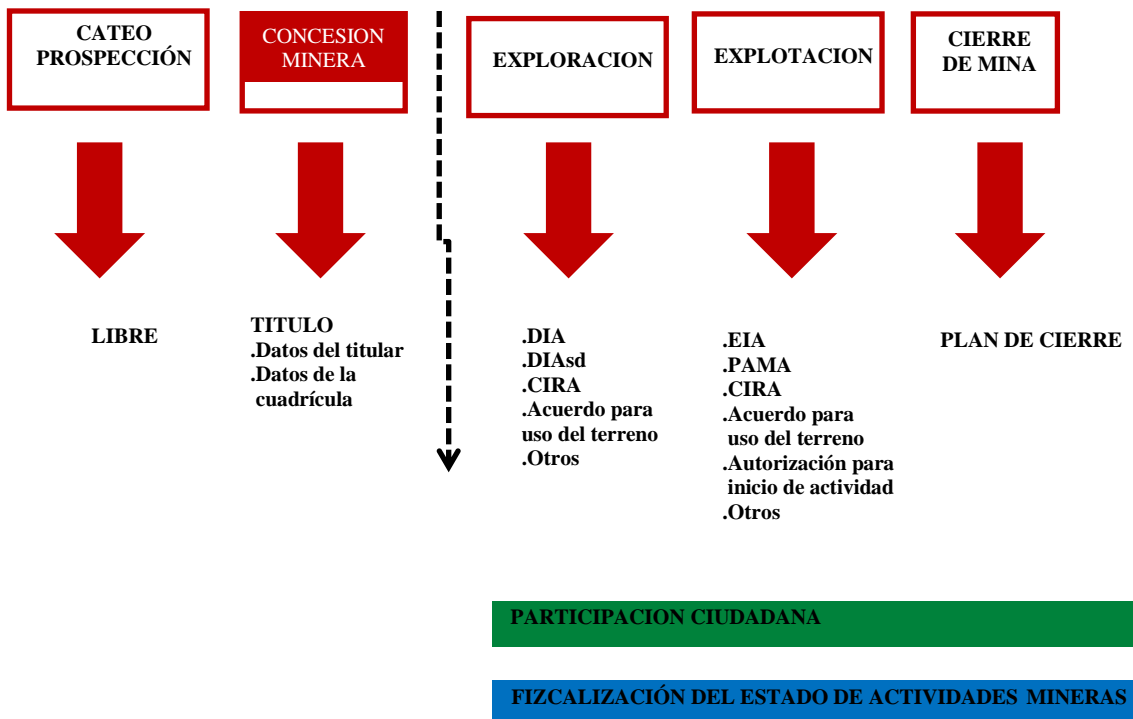 CATEO
PROSPECCIÓN
CONCESION
MINERA
EXPLORACION
EXPLOTACION
CIERRE
DE MINA
LIBRE
TITULO
.Datos del titular
.Datos de la
cuadrícula
.DIA
.DIAsd
.CIRA
.Acuerdo para
uso del terreno
.Otros
.EIA
.PAMA
.CIRA
.Acuerdo para
uso del terreno
.Autorización para
inicio de actividad
.Otros
PLAN DE CIERRE
PARTICIPACION CIUDADANA
FIZCALIZACIÓN DEL ESTADO DE ACTIVIDADES MINERAS